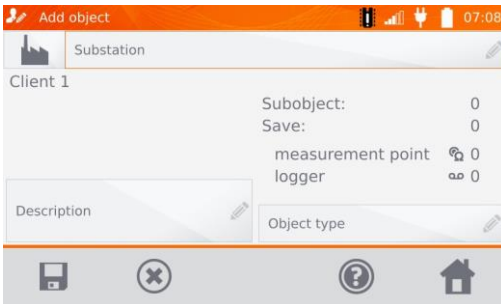 Add object 07:08
Substation
Client 1
Subobject: 0
Save: 0
measurement point 0
logger 0
Description
Object type